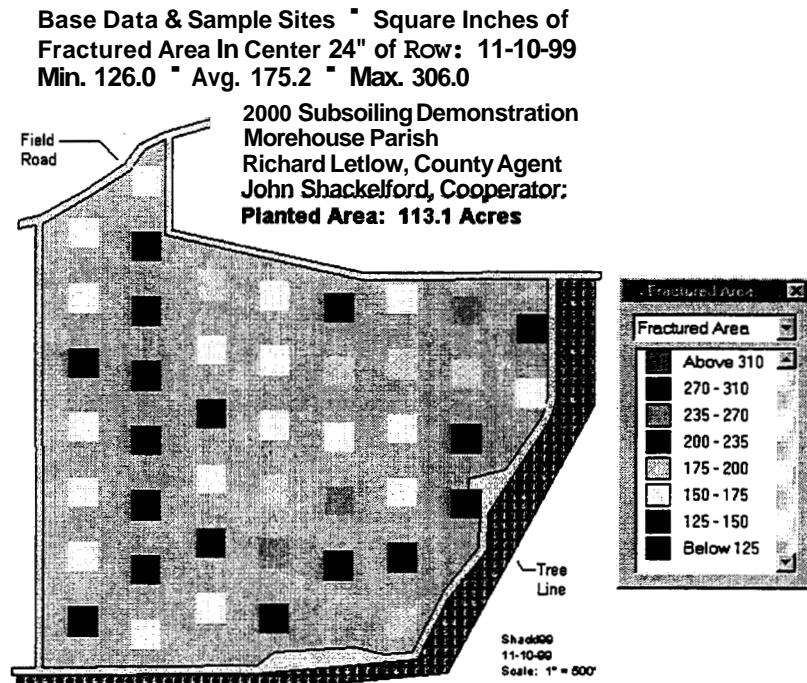 Base Data & Sample Sites - Square Inches of
Fractured Area In Center 24" of Row: 11-10-99
Min. 126.0 - Avg. 175.2 - Max. 306.0
2000 Subsoiling Demonstration
Morehouse Parish
Richard Letlow, County Agent
John Shackelford, Cooperator:
Planted Area: 113.1 Acres
Field
Road
Fractured Area
Fractured Area
Above 310
270 - 310
235 - 270
200 - 235
175 - 200
150 - 175
125 - 150
Below 125
Tree
Line
Shadd99
11-10-99
Scale: 1" = 500'